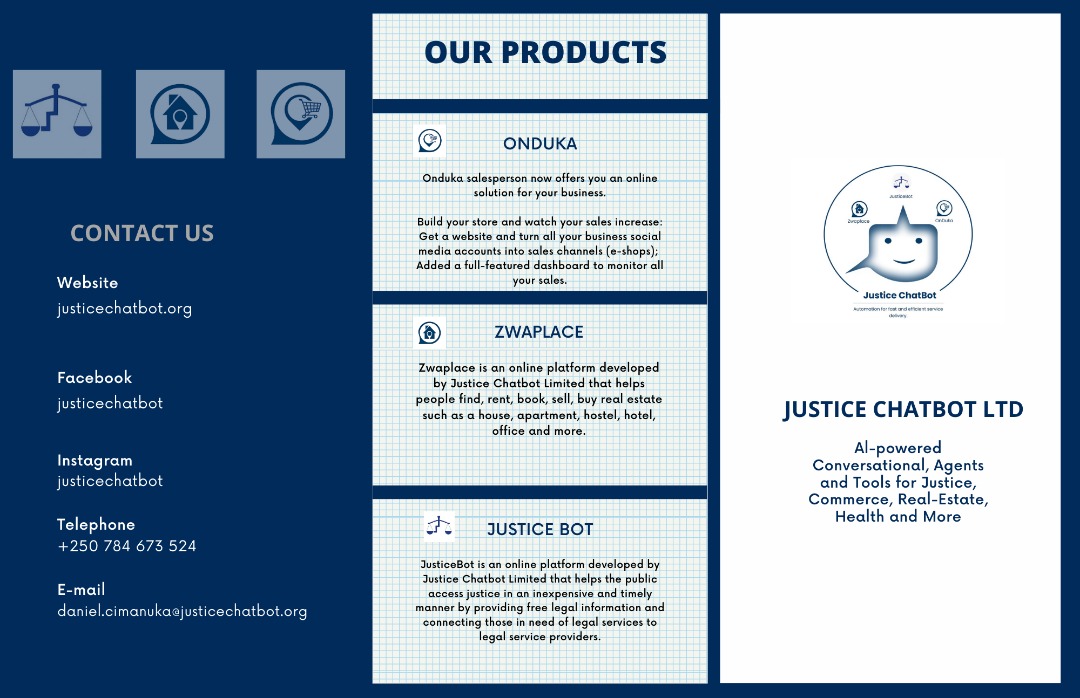 CONTACT US
Website
justicechatbot.org
Facebook
justicechatbot
Instagram
justicechatbot
Telephone
+250 784 673 524
E-mail
daniel.cimanuka@justicechatbot.org
OUR PRODUCTS
ONDUKA
Onduka salesperson now offers you an online
solution for your business.
Build your store and watch your sales increase:
Get a website and turn all your business social
media accounts into sales channels (e-shops);
Added a full-featured dashboard to monitor all
your sales.
ZWAPLACE
Zwaplace is an online platform developed
by Justice Chatbot Limited that helps
people find, rent, book, sell, buy real estate
such as a house, apartment, hostel, hotel,
office and more.
JUSTICE BOT
JusticeBot is an online platform developed by
Justice Chatbot Limited that helps the public
access justice in an inexpensive and timely
manner by providing free legal information and
connecting those in need of legal services to
legal service providers.
JusticeBot
Zwaplace
Onduka
Justice ChatBot
Automation for fast and efficient service
delivery
JUSTICE CHATBOT LTD
AI-powered
Conversational, Agents
and Tools for Justice,
Commerce, Real-Estate,
Health and More